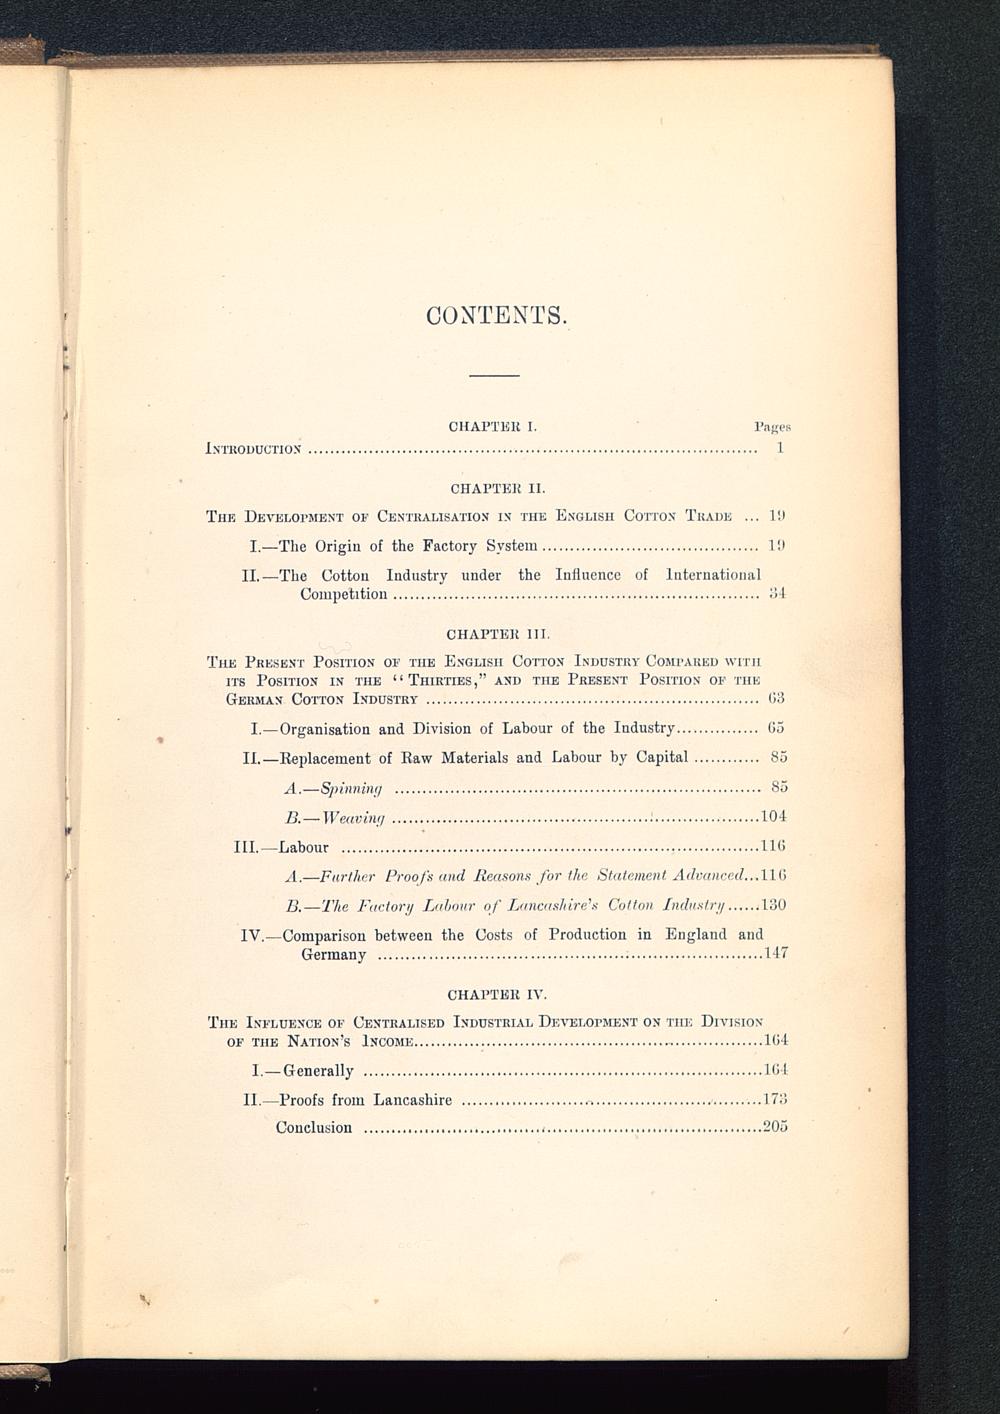 CONTENTS.
CHAPTER I. Pages
INTRODUCTION ........................ 1
CHAPTER II.
THE DEVELOPMENT OF CENTRALISATION IN THE ENGLISH COTTON TRADE ... 19
I.—The Origin of the Factory System ........................ 19
II.—The Cotton Industry under the Influence of International
Competition ........................ 34
CHAPTER III.
THE PRESENT POSITION OF THE ENGLISH COTTON INDUSTRY COMPARED WITH
ITS POSITION IN THE “THIRTIES,” AND THE PRESENT POSITION OF THE
GERMAN COTTON INDUSTRY ........................ 63
I.—Organisation and Division of Labour of the Industry............... 65
II.—Replacement of Raw Materials and Labour by Capital ............ 85
A.—Spinning ........................ 85
B.—Weaving ........................104
III.—Labour ........................116
A.—Further Proofs and Reasons for the Statement Advanced...116
B.—The Factory Labour of Lancashire's Cotton Industry......130
IV.—Comparison between the Costs of Production in England and
Germany ........................147
CHAPTER IV.
THE INFLUENCE OF CENTRALISED INDUSTRIAL DEVELOPMENT ON THE DIVISION
OF THE NATION'S INCOME........................164
I.—Generally ........................164
II.—Proofs from Lancashire ........................173
Conclusion ........................205